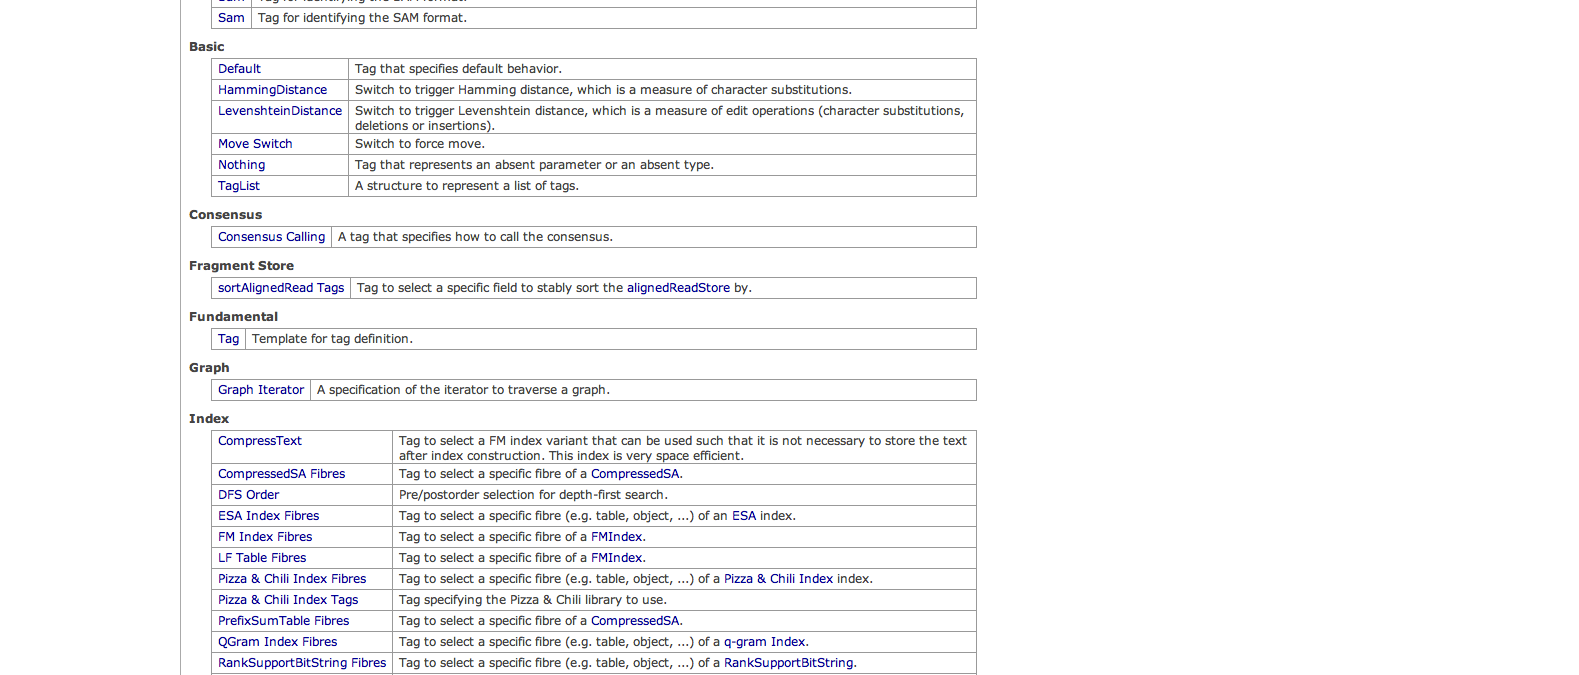 Sam Tag for identifying the SAM format.
Basic
Default Tag that specifies default behavior.
HammingDistance Switch to trigger Hamming distance, which is a measure of character substitutions.
LevenshteinDistance Switch to trigger Levenshtein distance, which is a measure of edit operations (character substitutions,
deletions or insertions).
Move Switch Switch to force move.
Nothing Tag that represents an absent parameter or an absent type.
TagList A structure to represent a list of tags.
Consensus
Consensus Calling A tag that specifies how to call the consensus.
Fragment Store
sortAlignedRead Tags Tag to select a specific field to stably sort the alignedReadStore by.
Fundamental
Tag Template for tag definition.
Graph
Graph Iterator A specification of the iterator to traverse a graph.
Index
CompressText Tag to select a FM index variant that can be used such that it is not necessary to store the text
after index construction. This index is very space efficient.
CompressedSA Fibres Tag to select a specific fibre of a CompressedSA.
DFS Order Pre/postorder selection for depth-first search.
ESA Index Fibres Tag to select a specific fibre (e.g. table, object, ...) of an ESA index.
FM Index Fibres Tag to select a specific fibre of a FMIndex.
LF Table Fibres Tag to select a specific fibre of a FMIndex.
Pizza & Chili Index Fibres Tag to select a specific fibre (e.g. table, object, ...) of a Pizza & Chili Index index.
Pizza & Chili Index Tags Tag specifying the Pizza & Chili library to use.
PrefixSumTable Fibres Tag to select a specific fibre of a CompressedSA.
QGram Index Fibres Tag to select a specific fibre (e.g. table, object, ...) of a q-gram Index.
RankSupportBitString Fibres Tag to select a specific fibre (e.g. table, object, ...) of a RankSupportBitString.